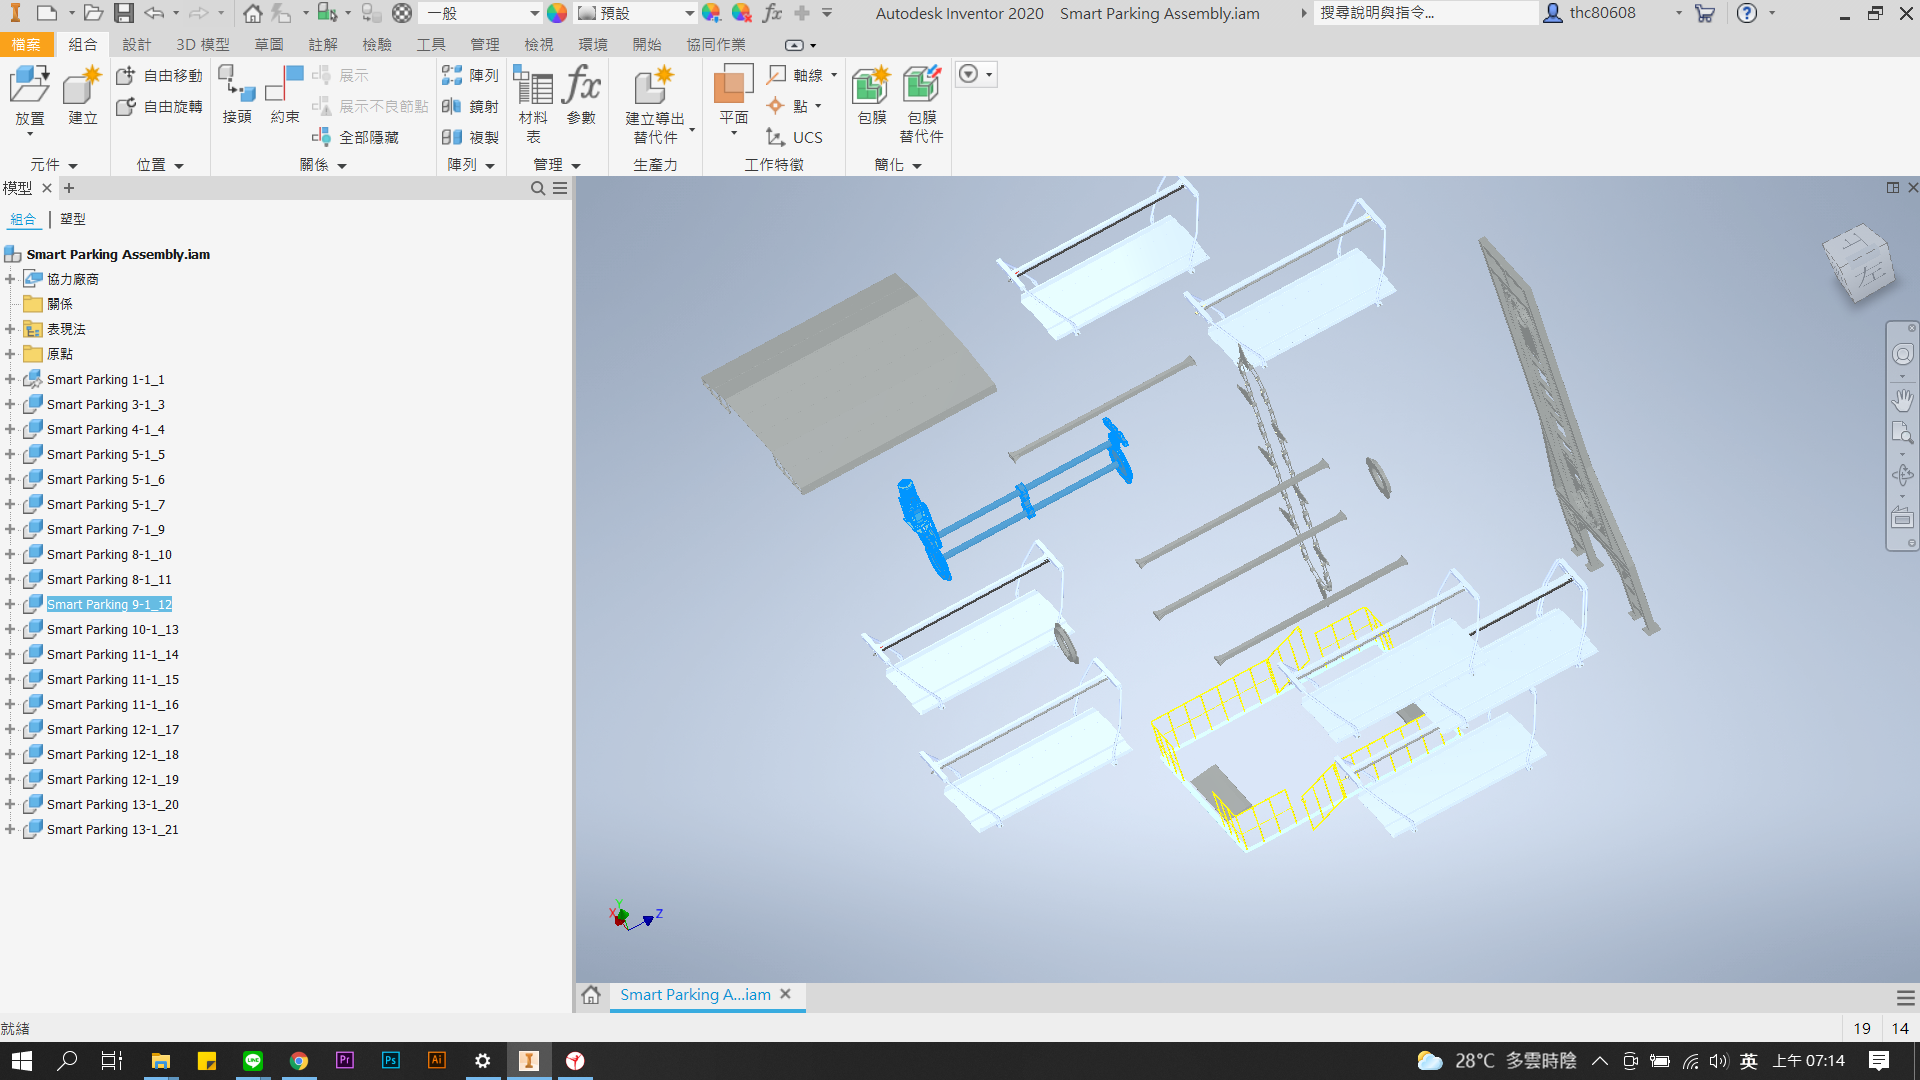 一般
預設
Autodesk Inventor 2020 Smart Parking Assembly.iam
搜尋說明與指令...
thc80608
檔案 組合 設計 3D 模型 草圖 註解 檢驗 工具 管理 檢視 環境 開始 協同作業
放置
建立
自由移動
自由旋轉
接頭
約束
展示
展示不良節點
全部隱藏
陣列
鏡射
複製
材料
表
參數
建立導出
替代件
平面
軸線
點
UCS
包膜
包膜
替代件
元件 位置 關係 陣列 管理 生產力 工作特徵 簡化
模型
組合 | 塑型
Smart Parking Assembly.iam
協力廠商
關係
表現法
原點
Smart Parking 1-1_1
Smart Parking 3-1_3
Smart Parking 4-1_4
Smart Parking 5-1_5
Smart Parking 5-1_6
Smart Parking 5-1_7
Smart Parking 7-1_9
Smart Parking 8-1_10
Smart Parking 8-1_11
Smart Parking 9-1_12
Smart Parking 10-1_13
Smart Parking 11-1_14
Smart Parking 11-1_15
Smart Parking 11-1_16
Smart Parking 12-1_17
Smart Parking 12-1_18
Smart Parking 12-1_19
Smart Parking 13-1_20
Smart Parking 13-1_21
上
左
X Y Z
Smart Parking A...iam
就緒
19 14
LINE
Pr
Ps
Ai
28°C 多雲時陰
英
上午 07:14